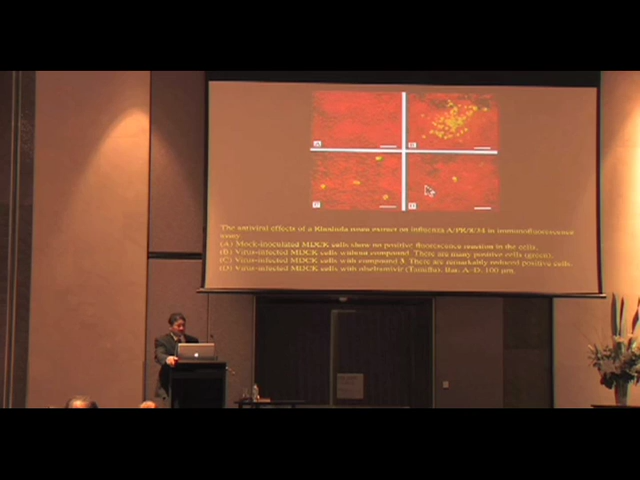 A
B
C
D
The antiviral effects of a Rhodiola rosea extract on influenza A/PR/8/34 in immunofluorescence
assay.
(A) Mock-inoculated MDCK cells show no positive fluorescence reaction in the cells.
(B) Virus-infected MDCK cells without compound. There are many positive cells (green).
(C) Virus-infected MDCK cells with compound 3. There are remarkably reduced positive cells.
(D) Virus-infected MDCK cells with oseltamivir (Tamiflu). Bar: A–D, 100 μm.